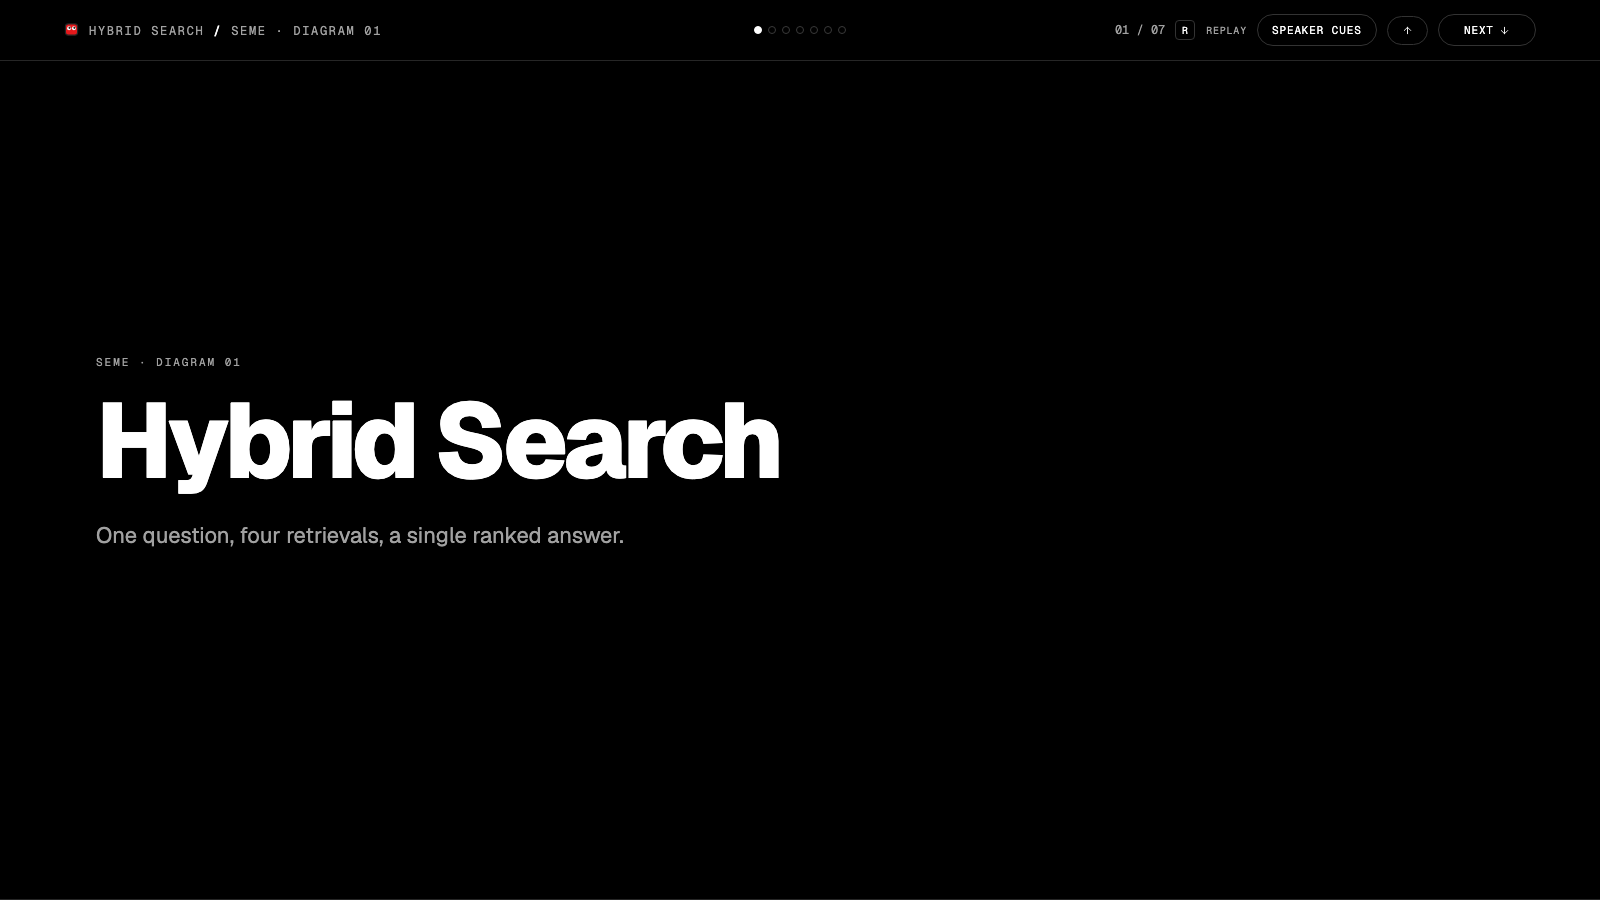 HYBRID SEARCH / SEME · DIAGRAM 01
01 / 07 R REPLAY SPEAKER CUES ↑ NEXT ↓
SEME · DIAGRAM 01
Hybrid Search
One question, four retrievals, a single ranked answer.